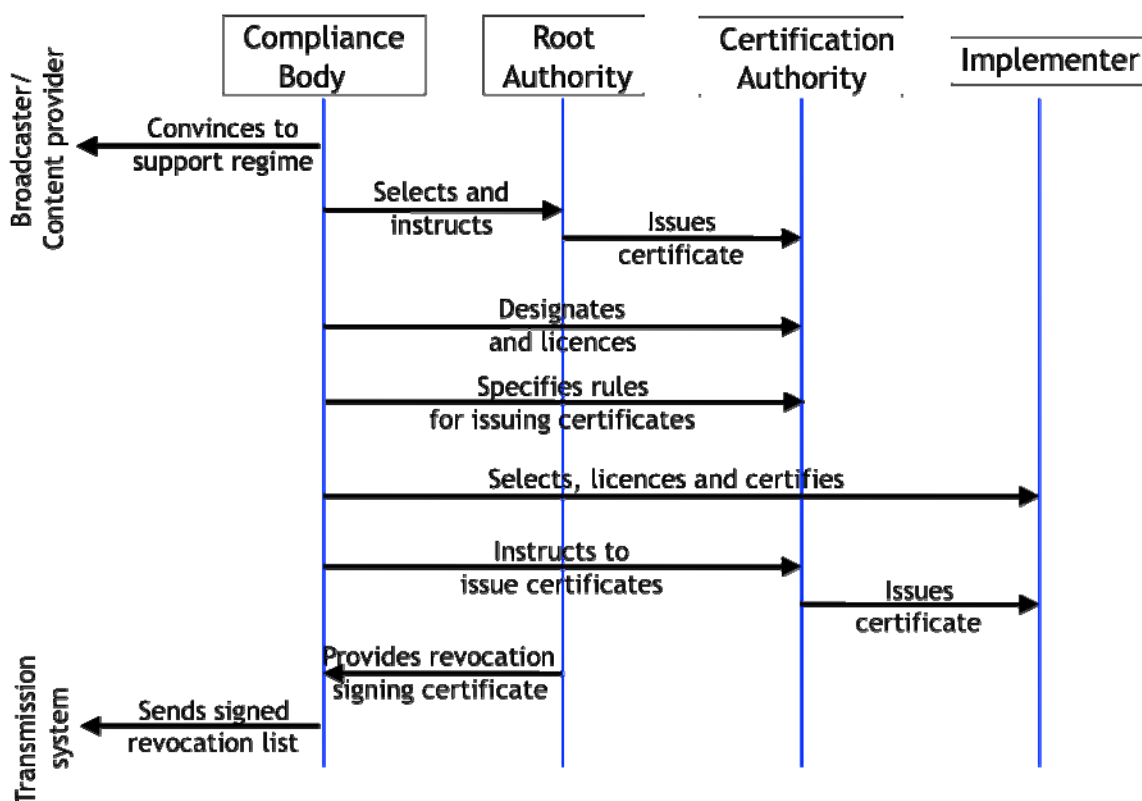 Compliance
Body
Root
Authority
Certification
Authority
Implementer
Broadcaster/
Content provider
Convinces to
support regime
Selects and
instructs
Issues
certificate
Designates
and licences
Specifies rules
for issuing certificates
Selects, licences and certifies
Instructs to
issue certificates
Issues
certificate
Provides revocation
signing certificate
Transmission
system
Sends signed
revocation list